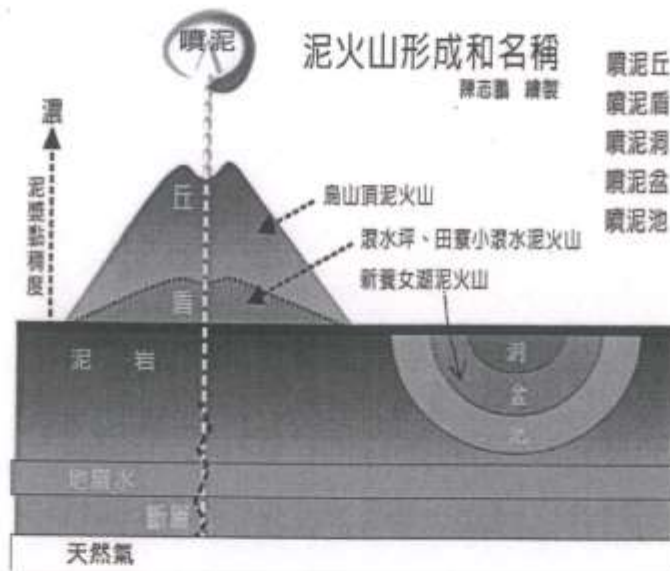 噴泥
泥火山形成和名稱
陳志鵬 繪製
噴泥丘
噴泥盾
噴泥洞
噴泥盆
噴泥池
濃
泥漿黏稠度
丘
烏山頂泥火山
滾水坪、田寮小滾水泥火山
新養女湖泥火山
盾
泥岩
洞
盆
池
地層水
斷層
天然氣